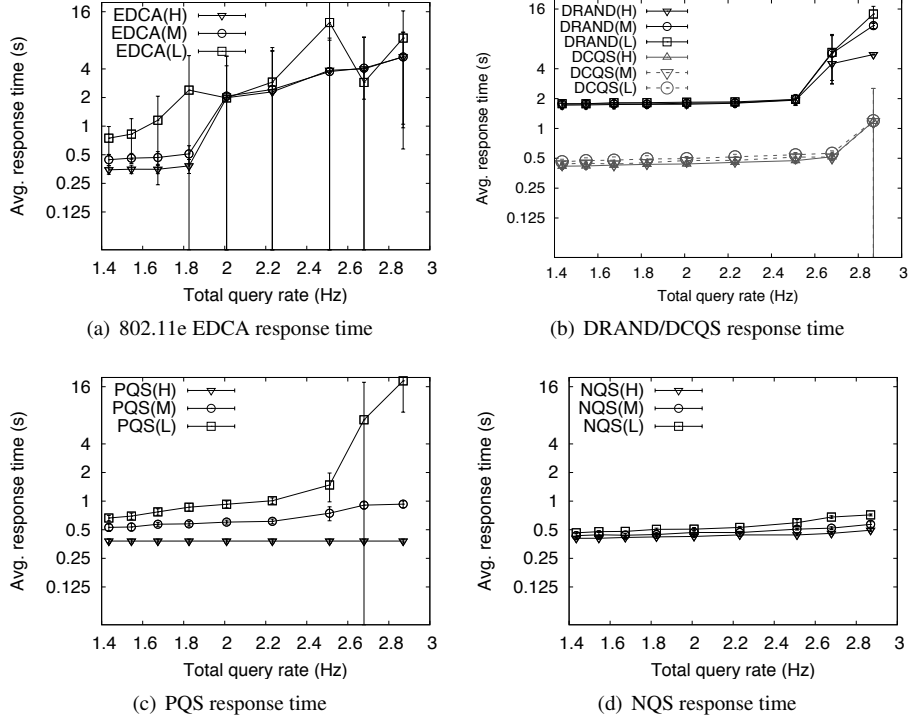 EDCA(H)
EDCA(M)
EDCA(L)
16
4
2
1
0.5
0.25
0.125
Avg. response time (s)
1.4 1.6 1.8 2 2.2 2.4 2.6 2.8 3
Total query rate (Hz)
(a) 802.11e EDCA response time
DRAND(H)
DRAND(M)
DRAND(L)
DCQS(H)
DCQS(M)
DCQS(L)
16
4
2
1
0.5
0.25
0.125
Avg. response time (s)
1.4 1.6 1.8 2 2.2 2.4 2.6 2.8 3
Total query rate (Hz)
(b) DRAND/DCQS response time
PQS(H)
PQS(M)
PQS(L)
16
4
2
1
0.5
0.25
0.125
Avg. response time (s)
1.4 1.6 1.8 2 2.2 2.4 2.6 2.8 3
Total query rate (Hz)
(c) PQS response time
NQS(H)
NQS(M)
NQS(L)
16
4
2
1
0.5
0.25
0.125
Avg. response time (s)
1.4 1.6 1.8 2 2.2 2.4 2.6 2.8 3
Total query rate (Hz)
(d) NQS response time